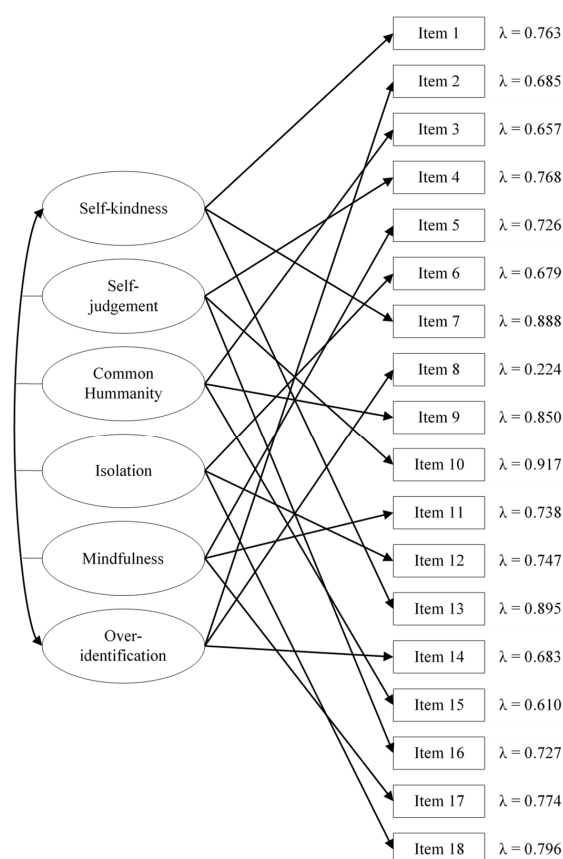 Item 1 λ = 0.763
Item 2 λ = 0.685
Item 3 λ = 0.657
Item 4 λ = 0.768
Item 5 λ = 0.726
Item 6 λ = 0.679
Item 7 λ = 0.888
Item 8 λ = 0.224
Item 9 λ = 0.850
Item 10 λ = 0.917
Item 11 λ = 0.738
Item 12 λ = 0.747
Item 13 λ = 0.895
Item 14 λ = 0.683
Item 15 λ = 0.610
Item 16 λ = 0.727
Item 17 λ = 0.774
Item 18 λ = 0.796
Self-kindness
Self-
judgement
Common
Hummanity
Isolation
Mindfulness
Over-
identification